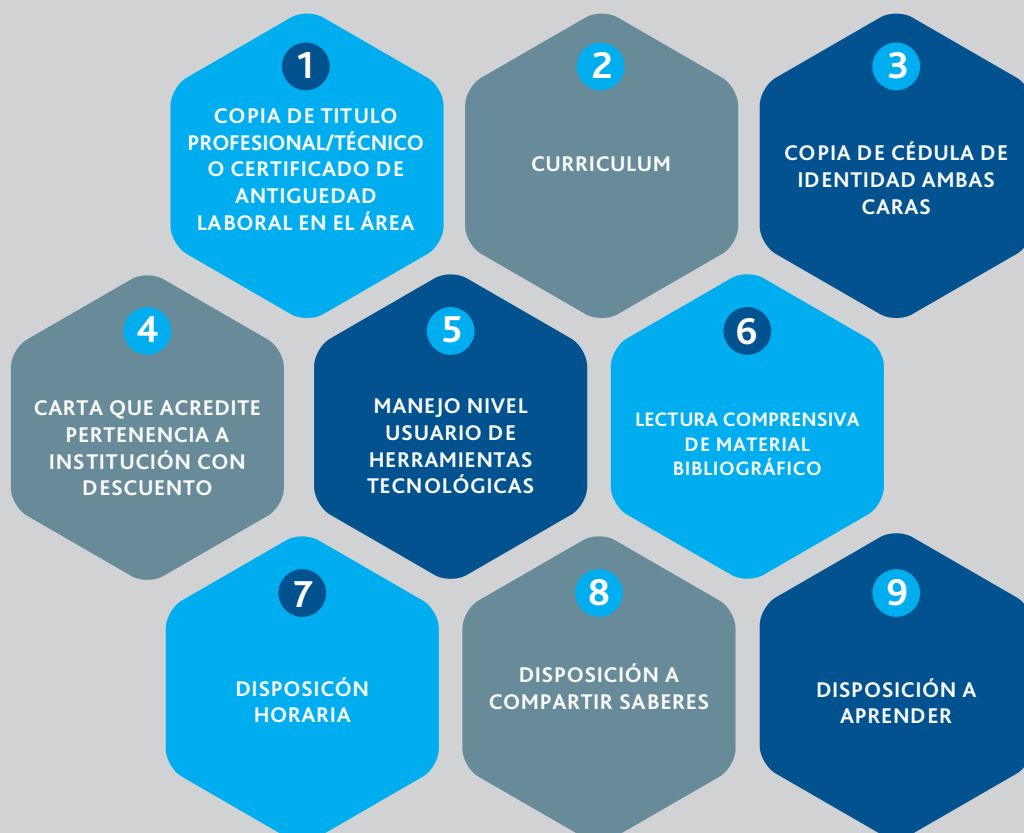 1
COPIA DE TITULO
PROFESIONAL/TÉCNICO
O CERTIFICADO DE
ANTIGUEDAD
LABORAL EN EL ÁREA
2
CURRICULUM
3
COPIA DE CÉDULA DE
IDENTIDAD AMBAS
CARAS
4
CARTA QUE ACREDITE
PERTENENCIA A
INSTITUCIÓN CON
DESCUENTO
5
MANEJO NIVEL
USUARIO DE
HERRAMIENTAS
TECNOLÓGICAS
6
LECTURA COMPRENSIVA
DE MATERIAL
BIBLIOGRÁFICO
7
DISPOSICÓN
HORARIA
8
DISPOSICIÓN A
COMPARTIR SABERES
9
DISPOSICIÓN A
APRENDER